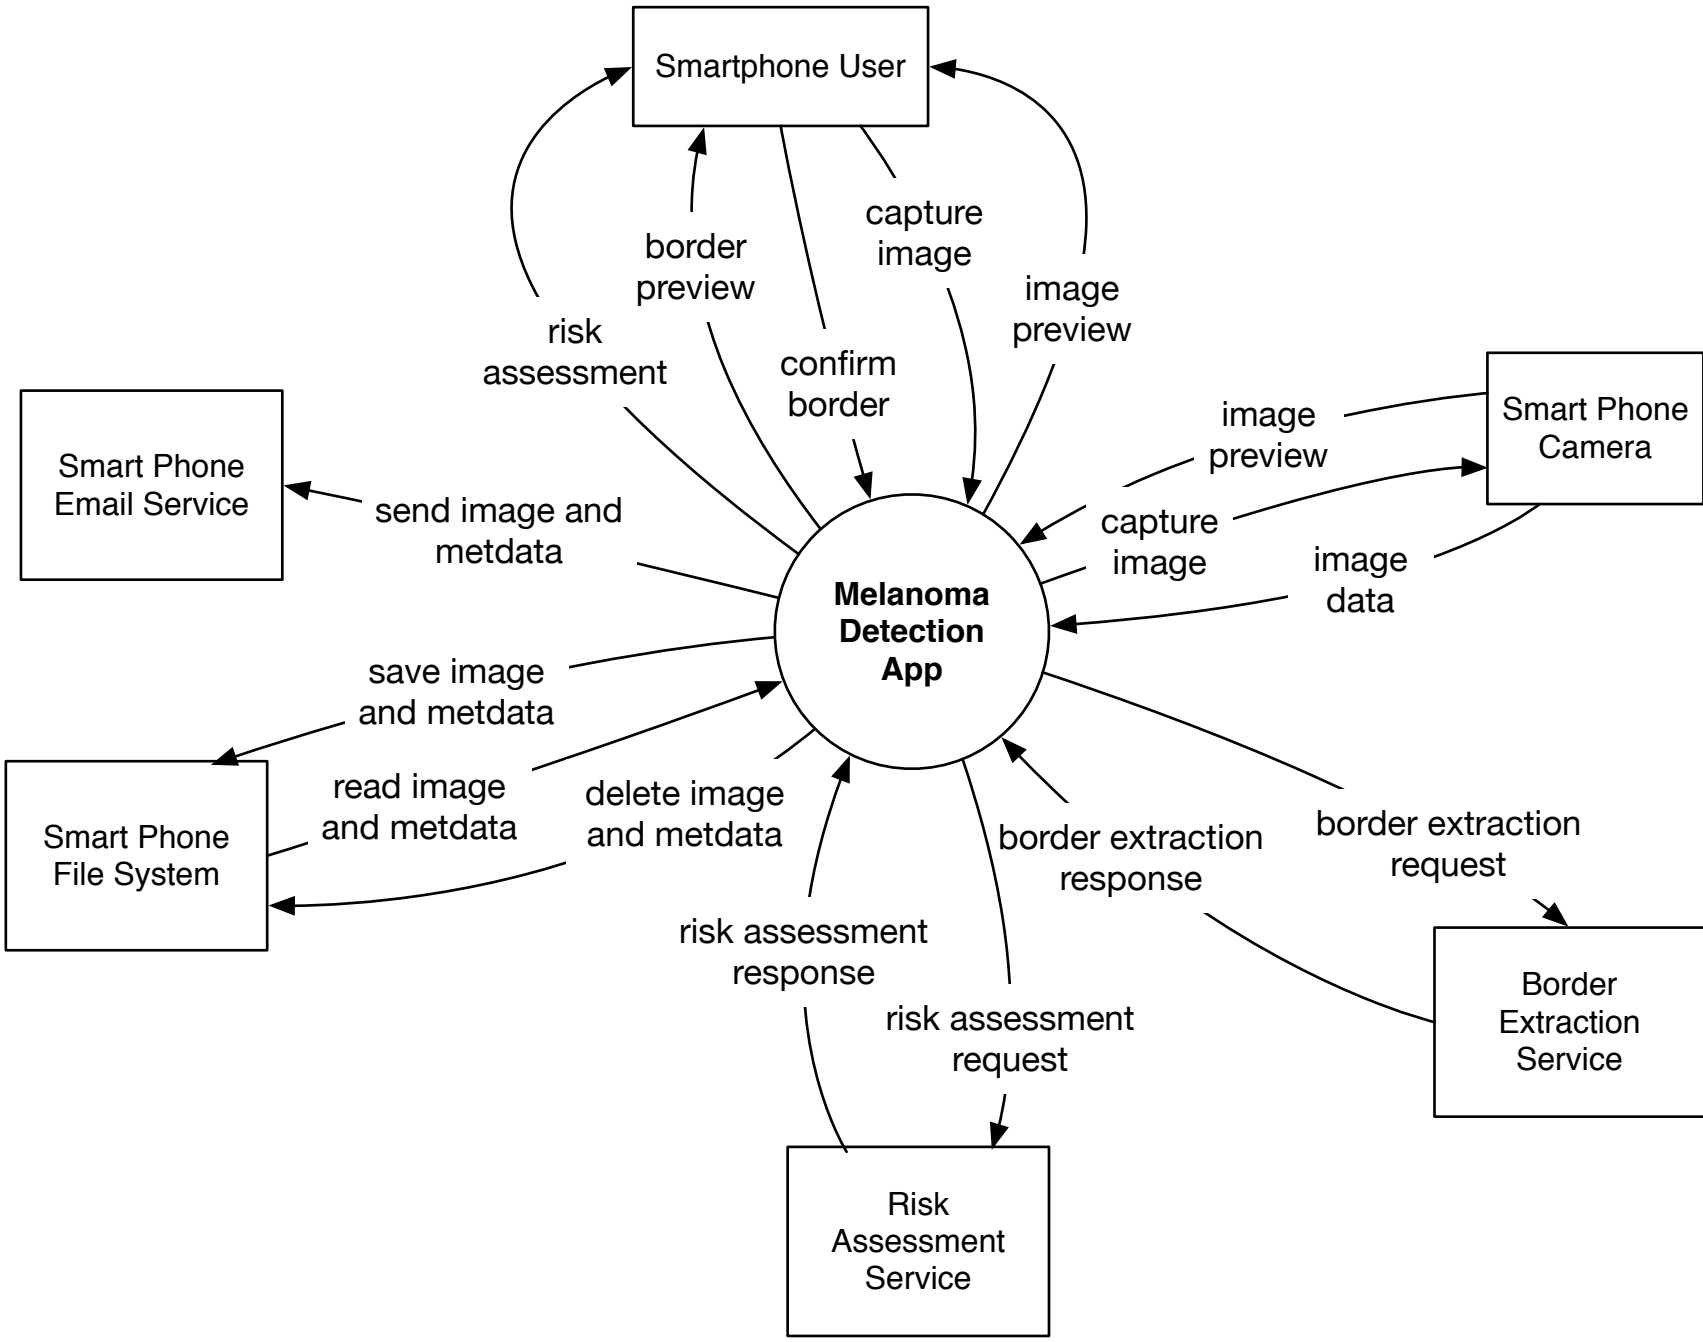 Smartphone User
capture
image
border
preview
image
preview
risk
assessment
confirm
border
Smart Phone
Camera
image
preview
Smart Phone
Email Service
send image and
metdata
capture
image
image
data
Melanoma
Detection
App
save image
and metdata
read image
and metdata
delete image
and metdata
Smart Phone
File System
border extraction
response
border extraction
request
risk assessment
response
risk assessment
request
Border
Extraction
Service
Risk
Assessment
Service